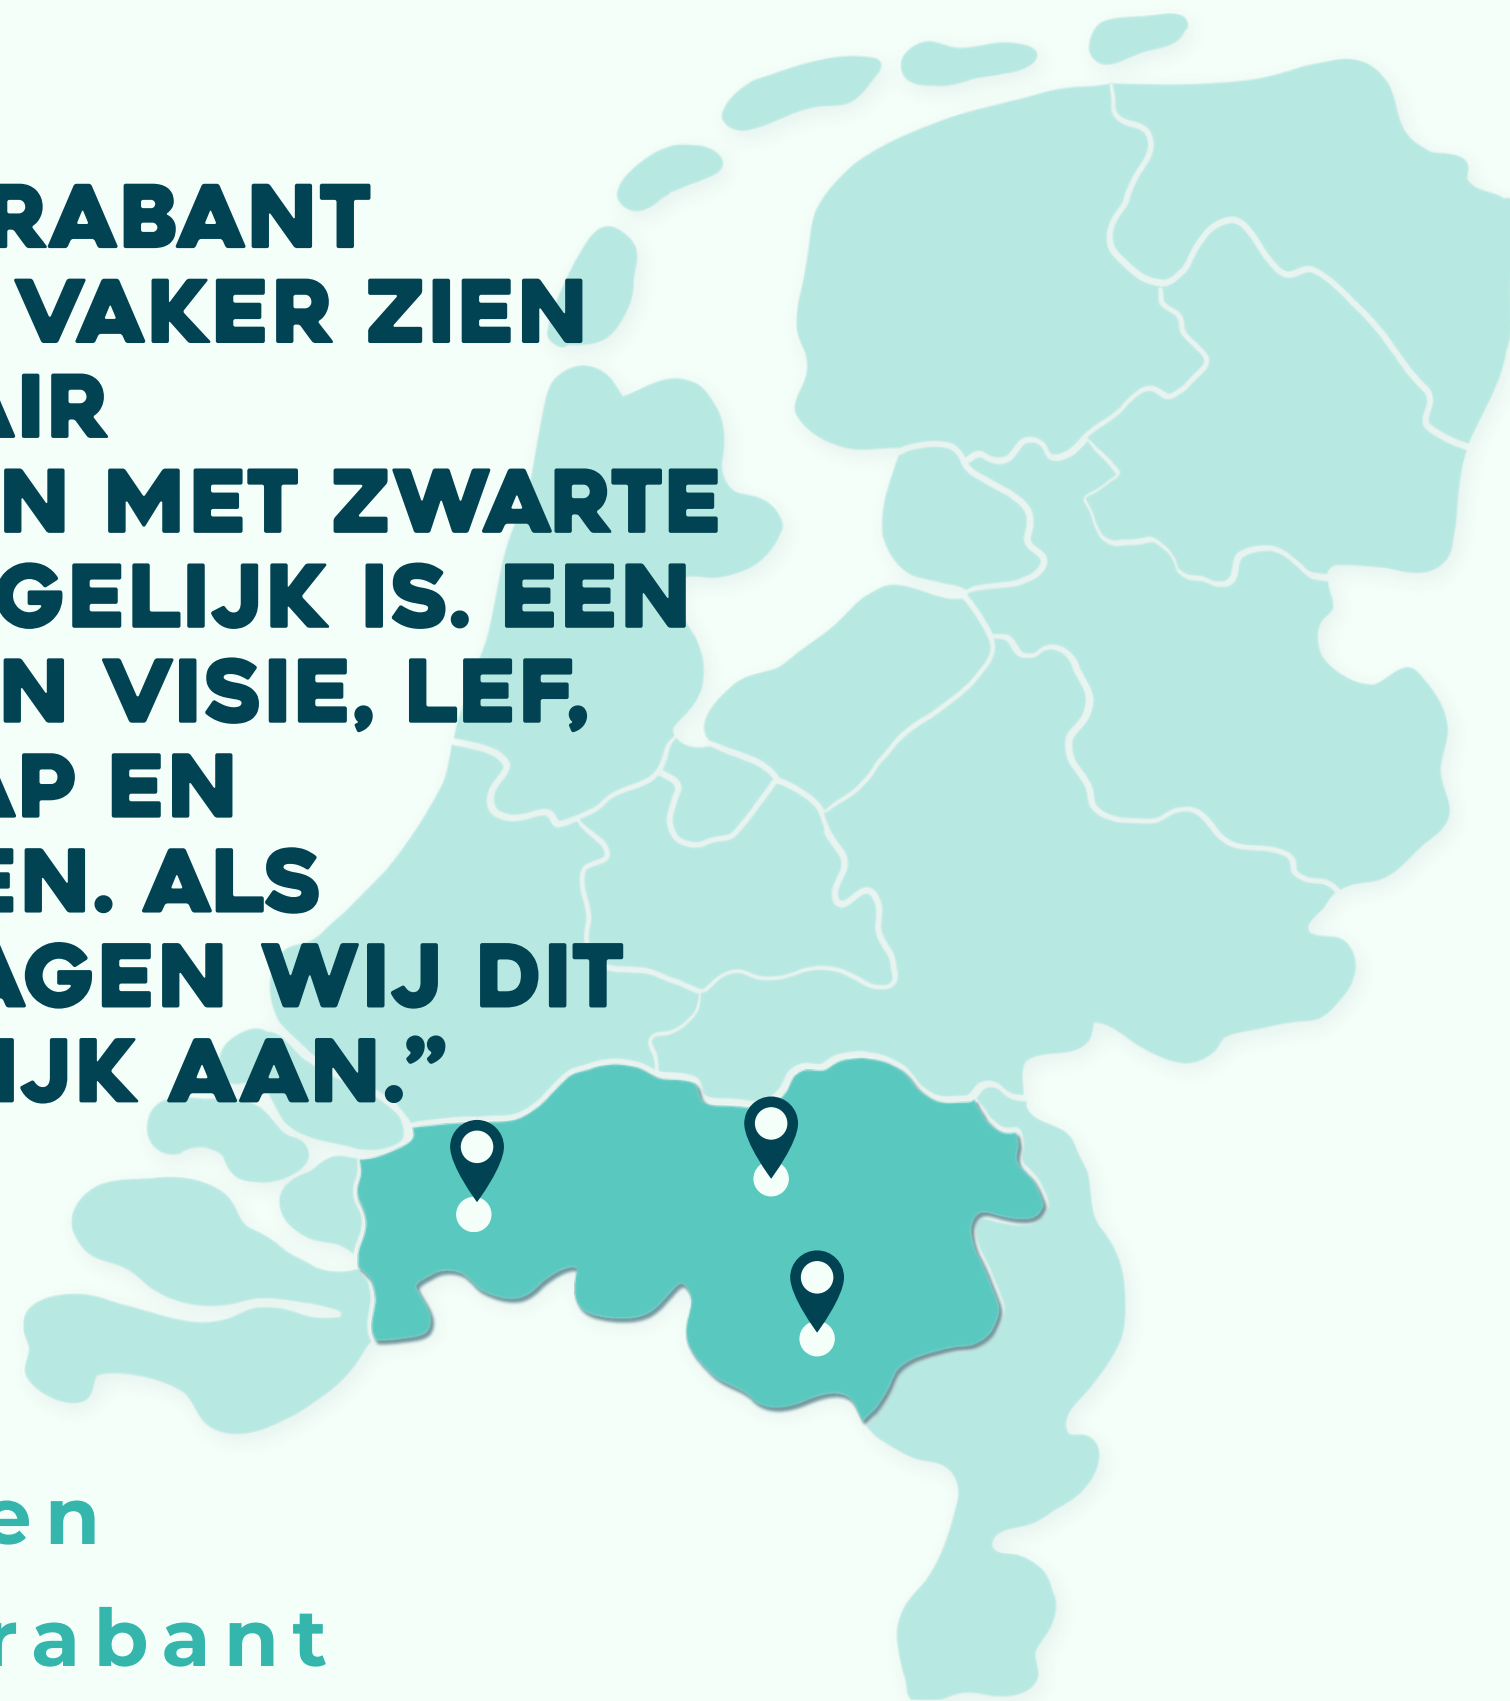 RABANT
VAKER ZIEN
AIR
N MET ZWARTE
GELIJK IS. EEN
N VISIE, LEF,
AP EN
EN. ALS
AGEN WIJ DIT
IJK AAN.”
en
rabant